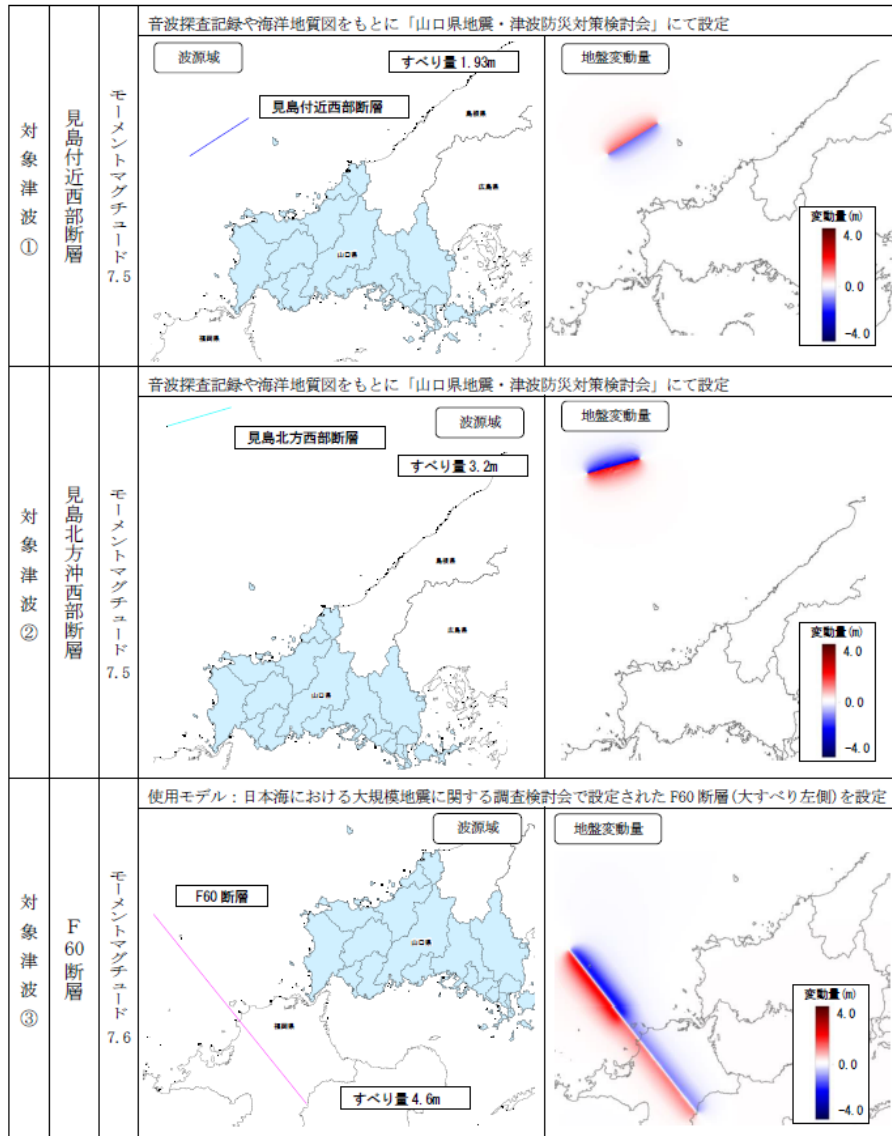 音波探査記録や海洋地質図をもとに「山口県地震・津波防災対策検討会」にて設定
対象津波①
見島付近西部断層
モーメントマグチュード7.5
波源域
すべり量 1.93m
見島付近西部断層
島根県
広島県
山口県
福岡県
地盤変動量
変動量(m)
4.0
0.0
-4.0
音波探査記録や海洋地質図をもとに「山口県地震・津波防災対策検討会」にて設定
対象津波②
見島北方沖西部断層
モーメントマグチュード7.5
波源域
見島北方西部断層
すべり量 3.2m
島根県
広島県
山口県
地盤変動量
変動量(m)
4.0
0.0
-4.0
使用モデル：日本海における大規模地震に関する調査検討会で設定された F60 断層(大すべり左側)を設定
対象津波③
F60断層
モーメントマグチュード7.6
波源域
F60 断層
山口県
福岡県
すべり量 4.6m
地盤変動量
変動量(m)
4.0
0.0
-4.0